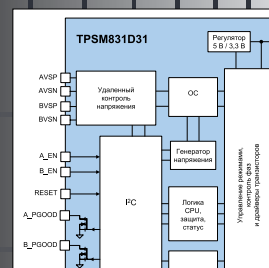 TPSM831D31
Регулятор
5 В / 3,3 В
AVSP
AVSN
BVSP
BVSN
Удаленный
контроль
напряжения
ОС
Генератор
напряжения
A_EN
B_EN
RESET
A_PGOOD
B_PGOOD
I²C
Логика
CPU,
защита,
статус
Управление режимами,
контроль фаз
и драйверы транзисторов